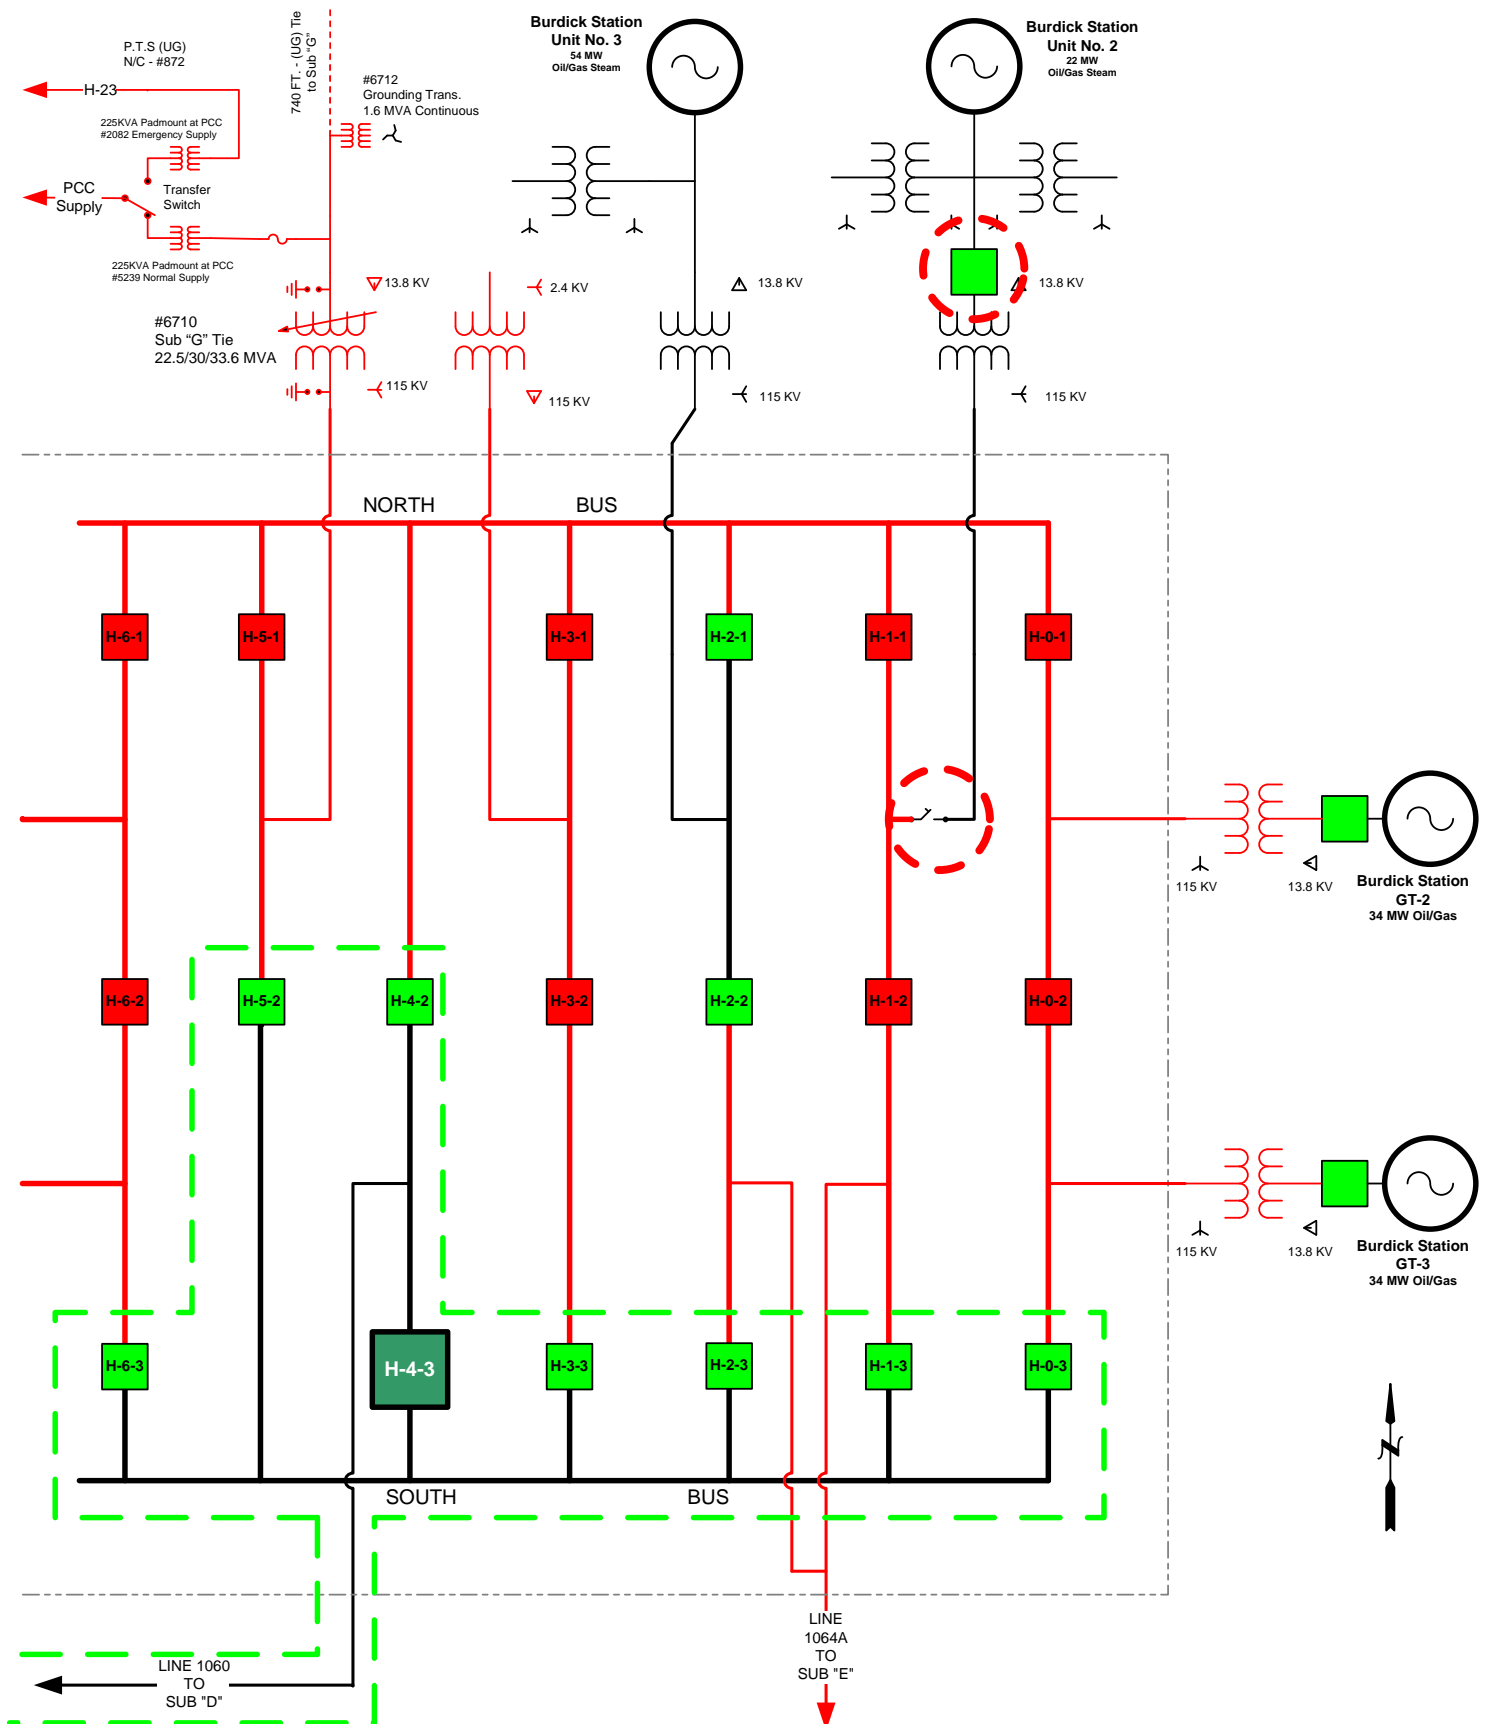 Burdick Station
Unit No. 3
54 MW
Oil/Gas Steam
Burdick Station
Unit No. 2
22 MW
Oil/Gas Steam
P.T.S (UG)
N/C - #872
H-23
740 FT. - (UG) Tie
to Sub "G"
#6712
Grounding Trans.
1.6 MVA Continuous
225KVA Padmount at PCC
#2082 Emergency Supply
PCC
Supply
Transfer
Switch
225KVA Padmount at PCC
#5239 Normal Supply
13.8 KV
2.4 KV
13.8 KV
13.8 KV
#6710
Sub “G” Tie
22.5/30/33.6 MVA
115 KV
115 KV
115 KV
115 KV
NORTH BUS
H-6-1
H-5-1
H-3-1
H-2-1
H-1-1
H-0-1
115 KV
13.8 KV
Burdick Station
GT-2
34 MW Oil/Gas
H-6-2
H-5-2
H-4-2
H-3-2
H-2-2
H-1-2
H-0-2
115 KV
13.8 KV
Burdick Station
GT-3
34 MW Oil/Gas
H-6-3
H-4-3
H-3-3
H-2-3
H-1-3
H-0-3
N
SOUTH BUS
LINE
1064A
TO
SUB "E"
LINE 1060
TO
SUB "D"